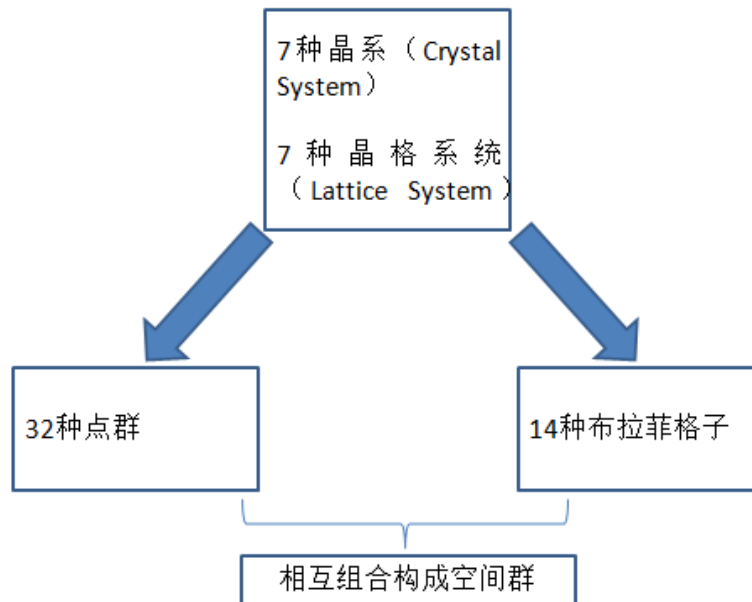 7种晶系（Crystal
System）
7种晶格系统
（Lattice System）
32种点群
14种布拉菲格子
相互组合构成空间群